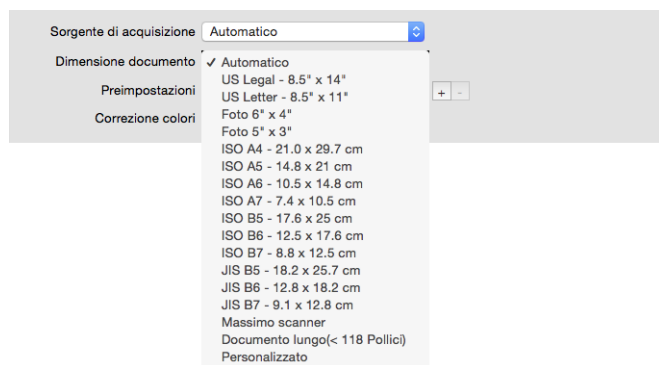 Sorgente di acquisizione Automatico
Dimensione documento ✓ Automatico
US Legal - 8.5" x 14"
Preimpostazioni US Letter - 8.5" x 11" + -
Foto 6" x 4"
Correzione colori Foto 5" x 3"
ISO A4 - 21.0 x 29.7 cm
ISO A5 - 14.8 x 21 cm
ISO A6 - 10.5 x 14.8 cm
ISO A7 - 7.4 x 10.5 cm
ISO B5 - 17.6 x 25 cm
ISO B6 - 12.5 x 17.6 cm
ISO B7 - 8.8 x 12.5 cm
JIS B5 - 18.2 x 25.7 cm
JIS B6 - 12.8 x 18.2 cm
JIS B7 - 9.1 x 12.8 cm
Massimo scanner
Documento lungo(< 118 Pollici)
Personalizzato